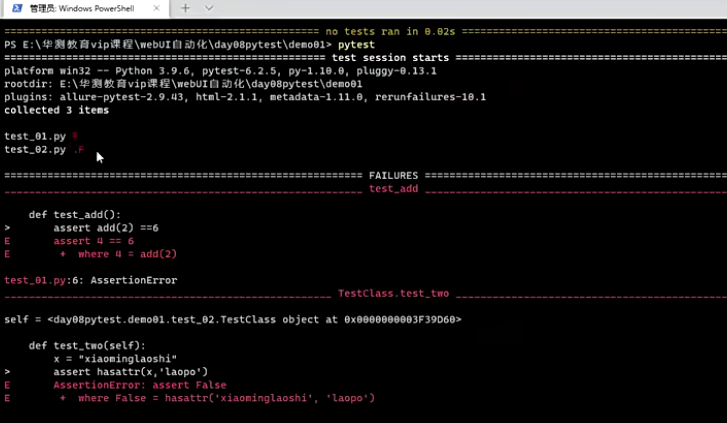 管理员: Windows PowerShell
no tests ran in 0.02s
PS E:\华测教育vip课程\webUI自动化\day08pytest\demo01> pytest
test session starts
platform win32 -- Python 3.9.6, pytest-6.2.5, py-1.10.0, pluggy-0.13.1
rootdir: E:\华测教育vip课程\webUI自动化\day08pytest\demo01
plugins: allure-pytest-2.9.43, html-2.1.1, metadata-1.11.0, rerunfailures-10.1
collected 3 items
test_01.py F
test_02.py .F
FAILURES
test_add
def test_add():
> assert add(2) ==6
E assert 4 == 6
E + where 4 = add(2)
test_01.py:6: AssertionError
TestClass.test_two
self = <day08pytest.demo01.test_02.TestClass object at 0x0000000003F39D60>
def test_two(self):
x = "xiaominglaoshi"
> assert hasattr(x,'laopo')
E AssertionError: assert False
E + where False = hasattr('xiaominglaoshi', 'laopo')